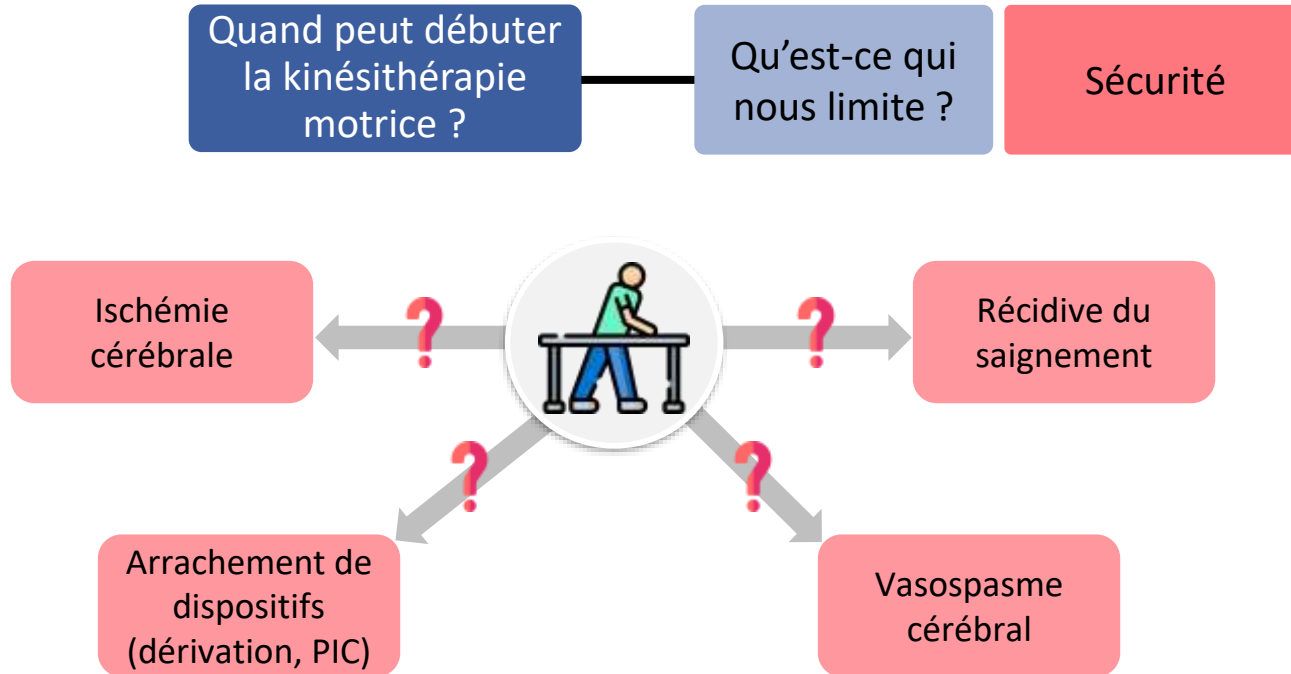 Quand peut débuter
la kinésithérapie
motrice ?
Qu’est-ce qui
nous limite ?
Sécurité
Ischémie
cérébrale
?
?
Récidive du
saignement
?
?
Arrachement de
dispositifs
(dérivation, PIC)
Vasospasme
cérébral